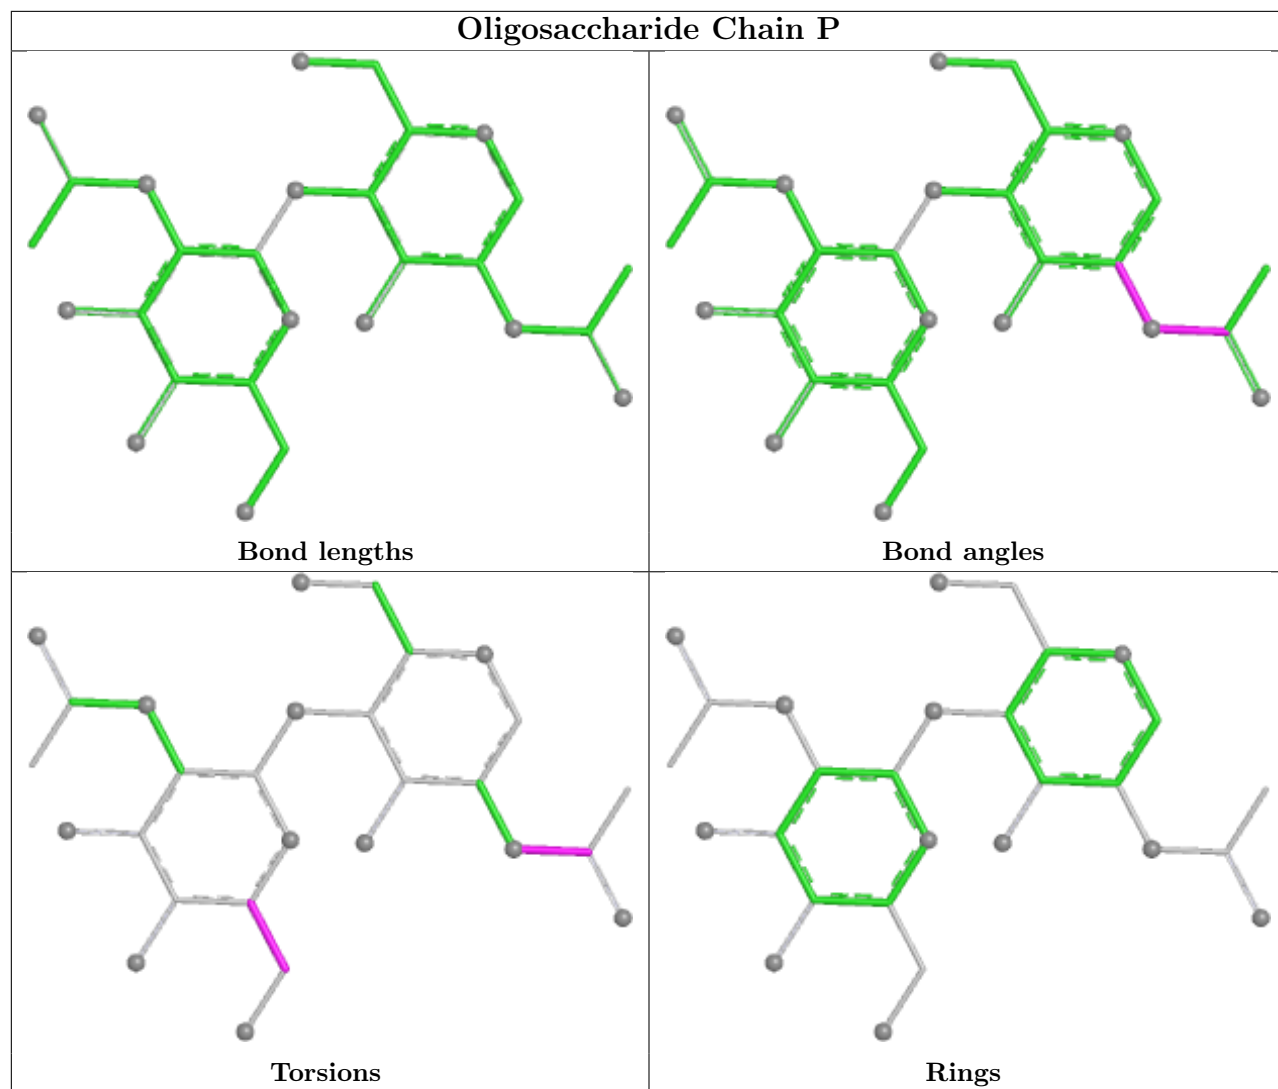 Oligosaccharide Chain P
Bond lengths
Bond angles
Torsions
Rings